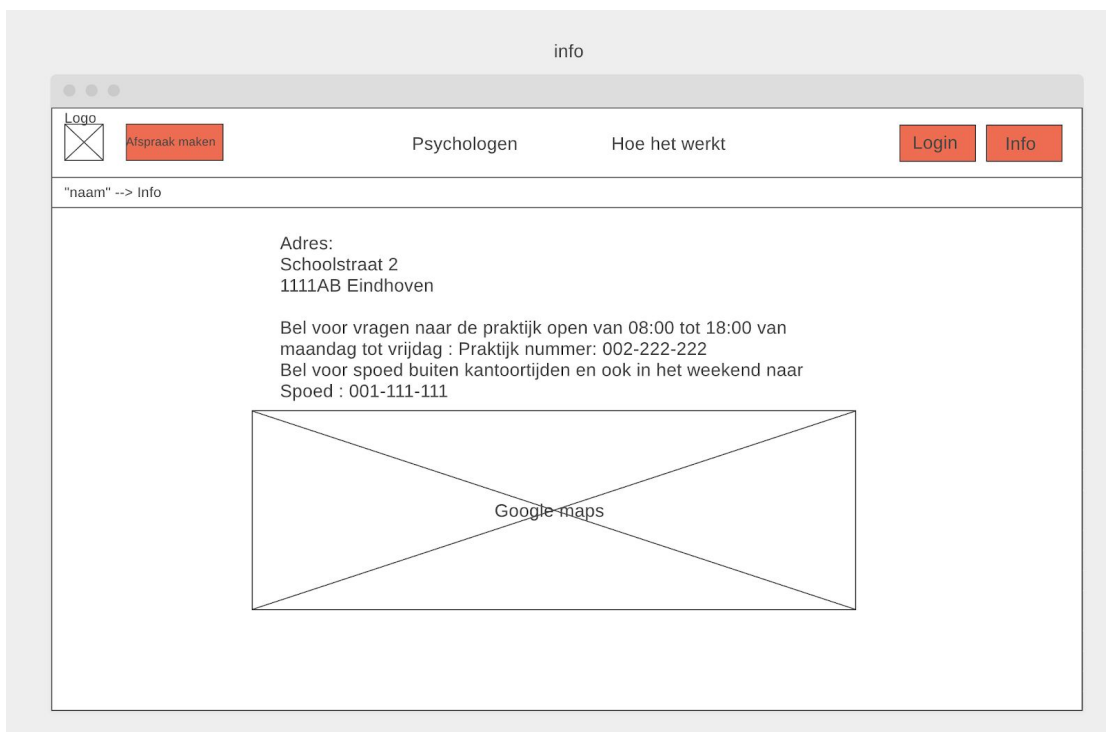 info
Logo
Afspraak maken
Psychologen
Hoe het werkt
Login
Info
"naam" --> Info
Adres:
Schoolstraat 2
1111AB Eindhoven
Bel voor vragen naar de praktijk open van 08:00 tot 18:00 van
maandag tot vrijdag : Praktijk nummer: 002-222-222
Bel voor spoed buiten kantoortijden en ook in het weekend naar
Spoed : 001-111-111
Google maps